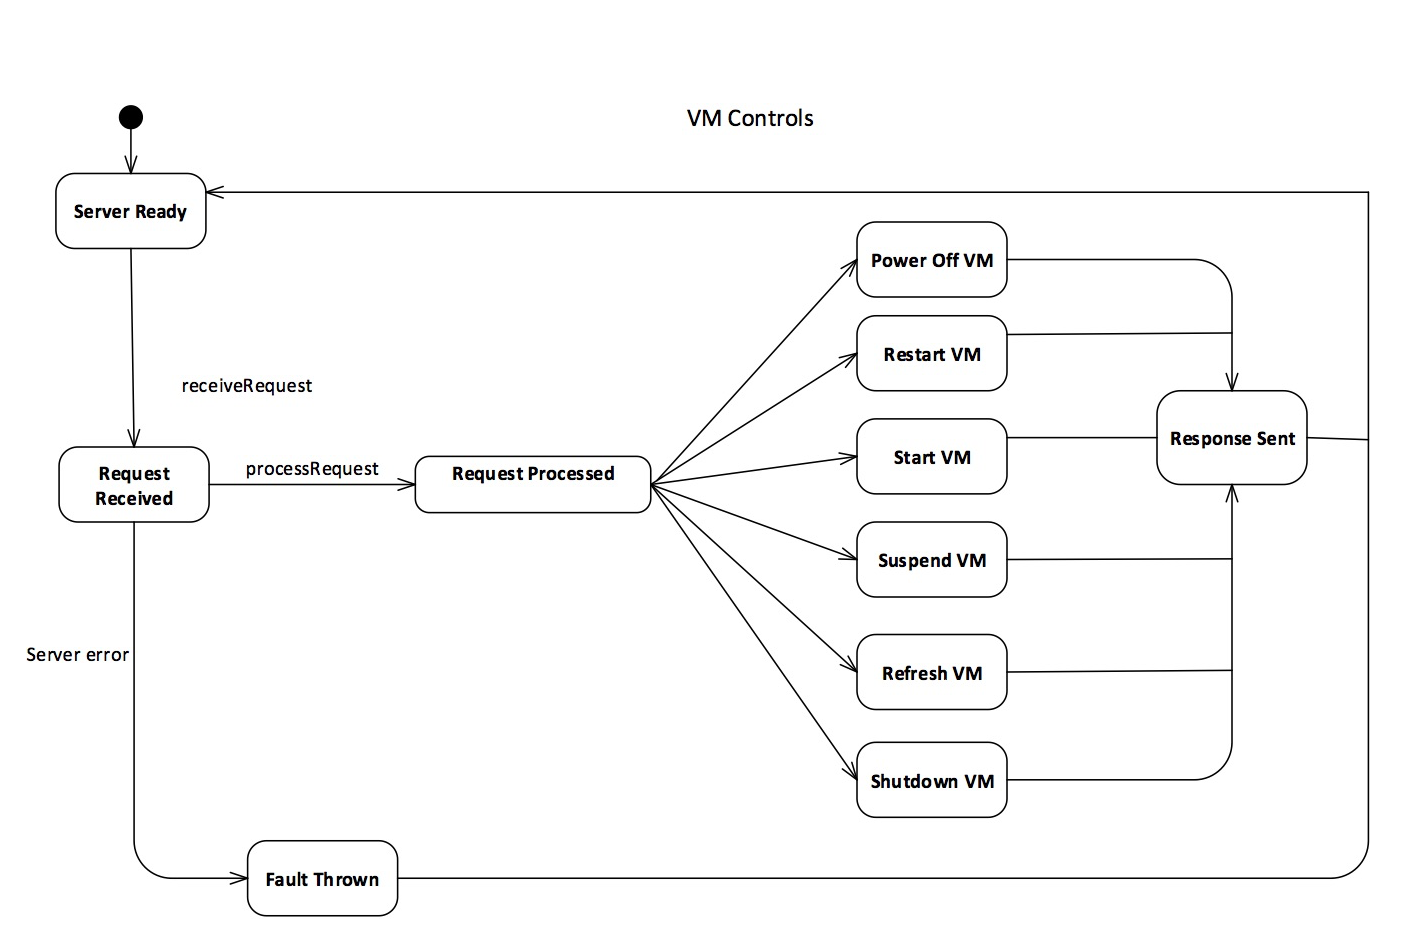 VM Controls
Server Ready
Power Off VM
Restart VM
receiveRequest
Start VM
Response Sent
Request
Received
processRequest
Request Processed
Suspend VM
Server error
Refresh VM
Shutdown VM
Fault Thrown